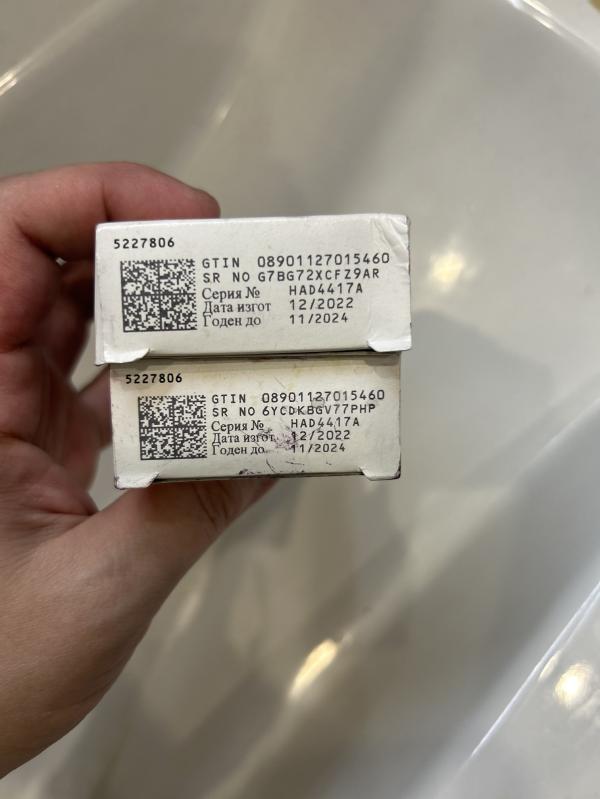 5227806
GTIN 08901127015460
SR NO G7BG72XCFZ9AR
Серия № HAD4417A
Дата изгот 12/2022
Годен до 11/2024
5227806
GTIN 08901127015460
SR NO 6YCDKBGV77PHP
Серия № HAD4417A
Дата изгот 12/2022
Годен до 11/2024